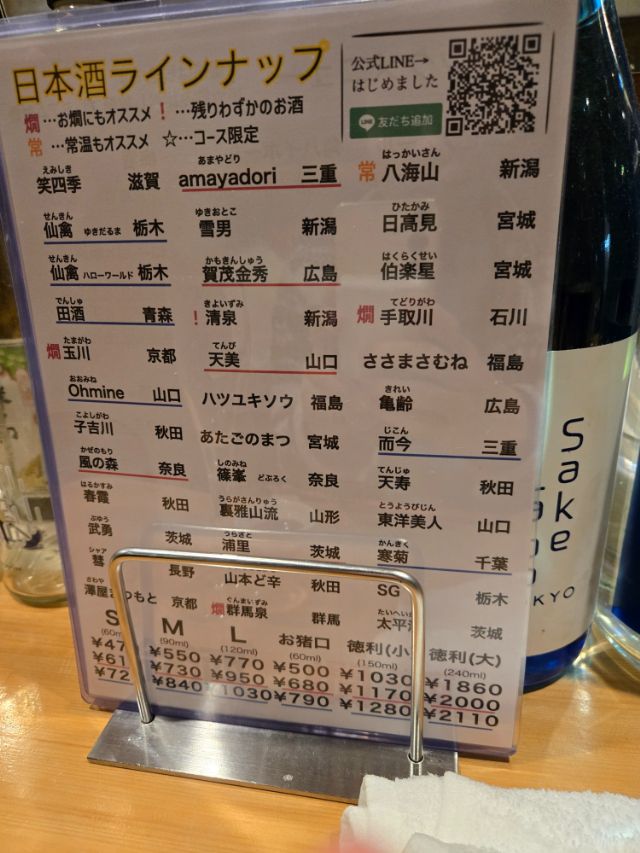 日本酒ラインナップ
公式LINE→
はじめました
友だち追加
燗…お燗にもオススメ ！…残りわずかのお酒
常…常温もオススメ ☆…コース限定
えみしき
笑四季 滋賀
せんきん
仙禽 ゆきだるま 栃木
せんきん
仙禽 ハローワールド 栃木
でんしゅ
田酒 青森
たまがわ
燗 玉川 京都
おおみね
Ohmine 山口
こよしがわ
子吉川 秋田
かぜのもり
風の森 奈良
はるかすみ
春霞 秋田
ぶゆう
武勇 茨城
シャア
彗 長野
さわや
澤屋まつもと 京都
あまやどり
amayadori 三重
ゆきおとこ
雪男 新潟
かもきんしゅう
賀茂金秀 広島
きよいずみ
！清泉 新潟
てんび
天美 山口
ハツユキソウ 福島
あたごのまつ 宮城
しのみね
篠峯 どぶろく 奈良
うらがさんりゅう
裏雅山流 山形
うらざと
浦里 茨城
山本ど辛 秋田
ぐんまいずみ
燗 群馬泉 群馬
はっかいさん
常 八海山 新潟
ひたかみ
日高見 宮城
はくらくせい
伯楽星 宮城
てどりがわ
燗 手取川 石川
ささまさむね 福島
きれい
亀齢 広島
じこん
而今 三重
てんじゅ
天寿 秋田
とうようびじん
東洋美人 山口
かんきく
寒菊 千葉
SG 栃木
たいへい
太平 茨城
S M L お猪口 徳利(小) 徳利(大)
(90ml) (120ml) (60ml) (150ml) (240ml)
¥550 ¥770 ¥500 ¥1030 ¥1860
¥730 ¥950 ¥680 ¥1170 ¥2000
¥840 ¥1030 ¥790 ¥1280 ¥2110
Sa
ke